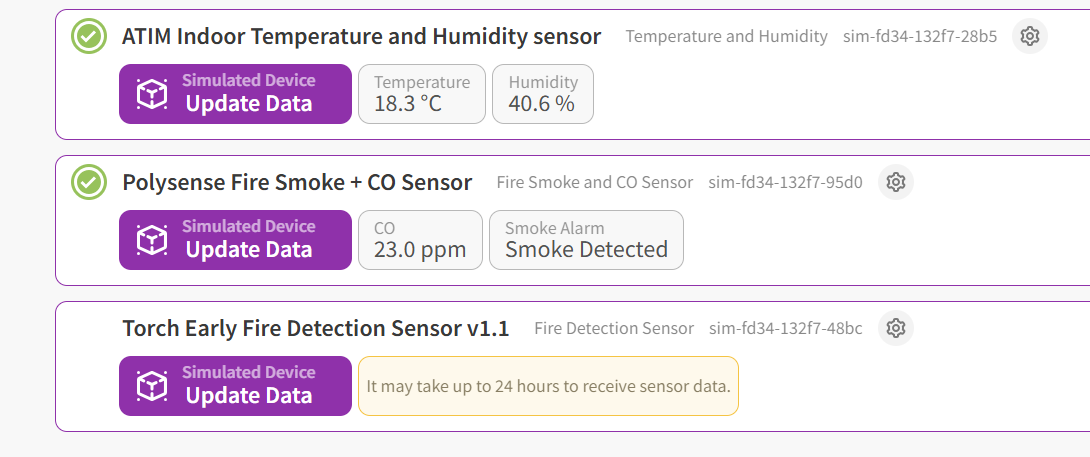 ATIM Indoor Temperature and Humidity sensor Temperature and Humidity sim-fd34-132f7-28b5
Simulated Device
Update Data
Temperature
18.3 °C
Humidity
40.6 %
Polysense Fire Smoke + CO Sensor Fire Smoke and CO Sensor sim-fd34-132f7-95d0
Simulated Device
Update Data
CO
23.0 ppm
Smoke Alarm
Smoke Detected
Torch Early Fire Detection Sensor v1.1 Fire Detection Sensor sim-fd34-132f7-48bc
Simulated Device
Update Data
It may take up to 24 hours to receive sensor data.